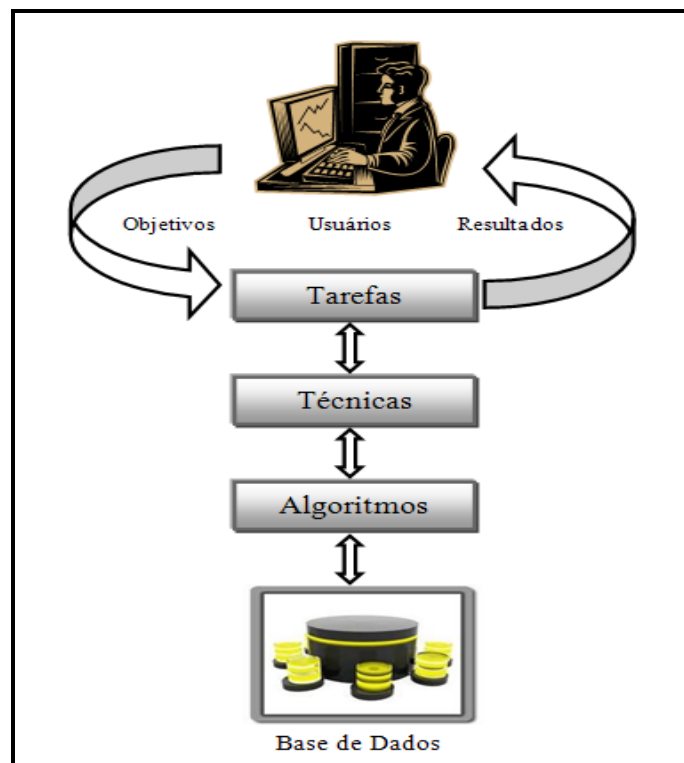 Objetivos Usuários Resultados
Tarefas
Técnicas
Algoritmos
Base de Dados